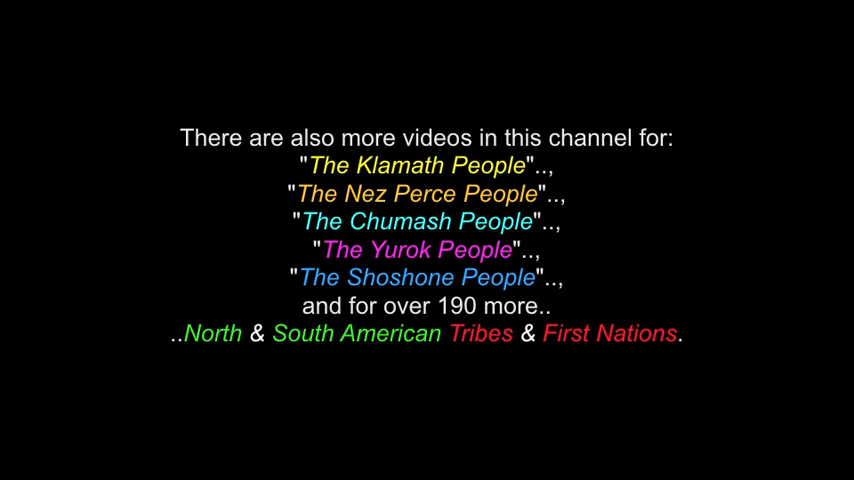 There are also more videos in this channel for:
"The Klamath People"..,
"The Nez Perce People"..,
"The Chumash People"..,
"The Yurok People"..,
"The Shoshone People"..,
and for over 190 more..
..North & South American Tribes & First Nations.